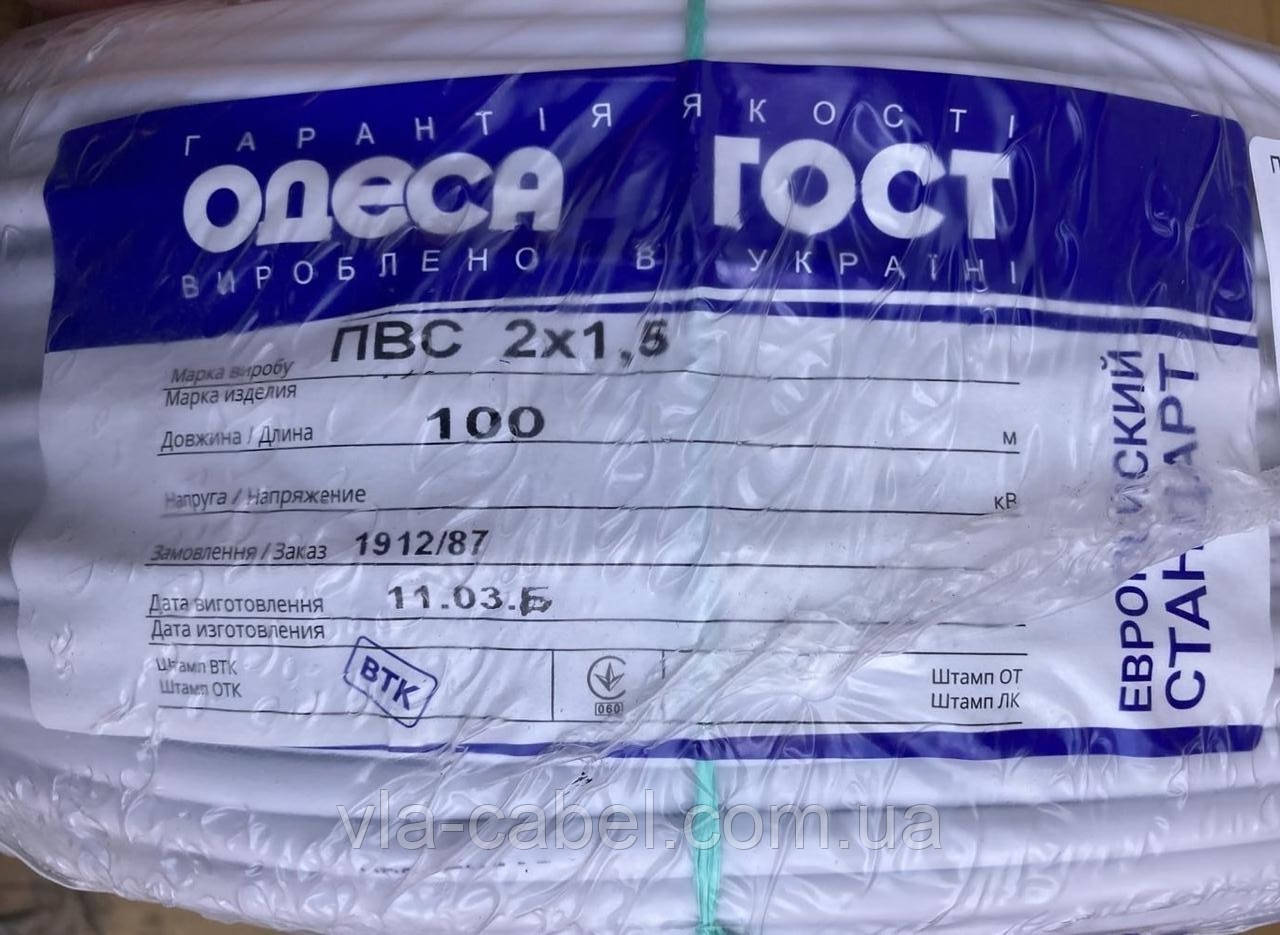 ГАРАНТІЯ ЯКОСТІ
ОДЕСА ГОСТ
ВИРОБЛЕНО В УКРАЇНІ
Марка виробу ПВС 2х1,5
Марка изделия
Довжина / Длина 100 м
Напруга / Напряжение кВ
Замовлення / Заказ 1912/87
Дата виготовлення 11.03.Б
Дата изготовления
Штамп ВТК
Штамп ОТК
ВТК
060
Штамп ОТ
Штамп ЛК
ЕВРОПЕЙСКИЙ
СТАНДАРТ
П
vla-cabel.com.ua